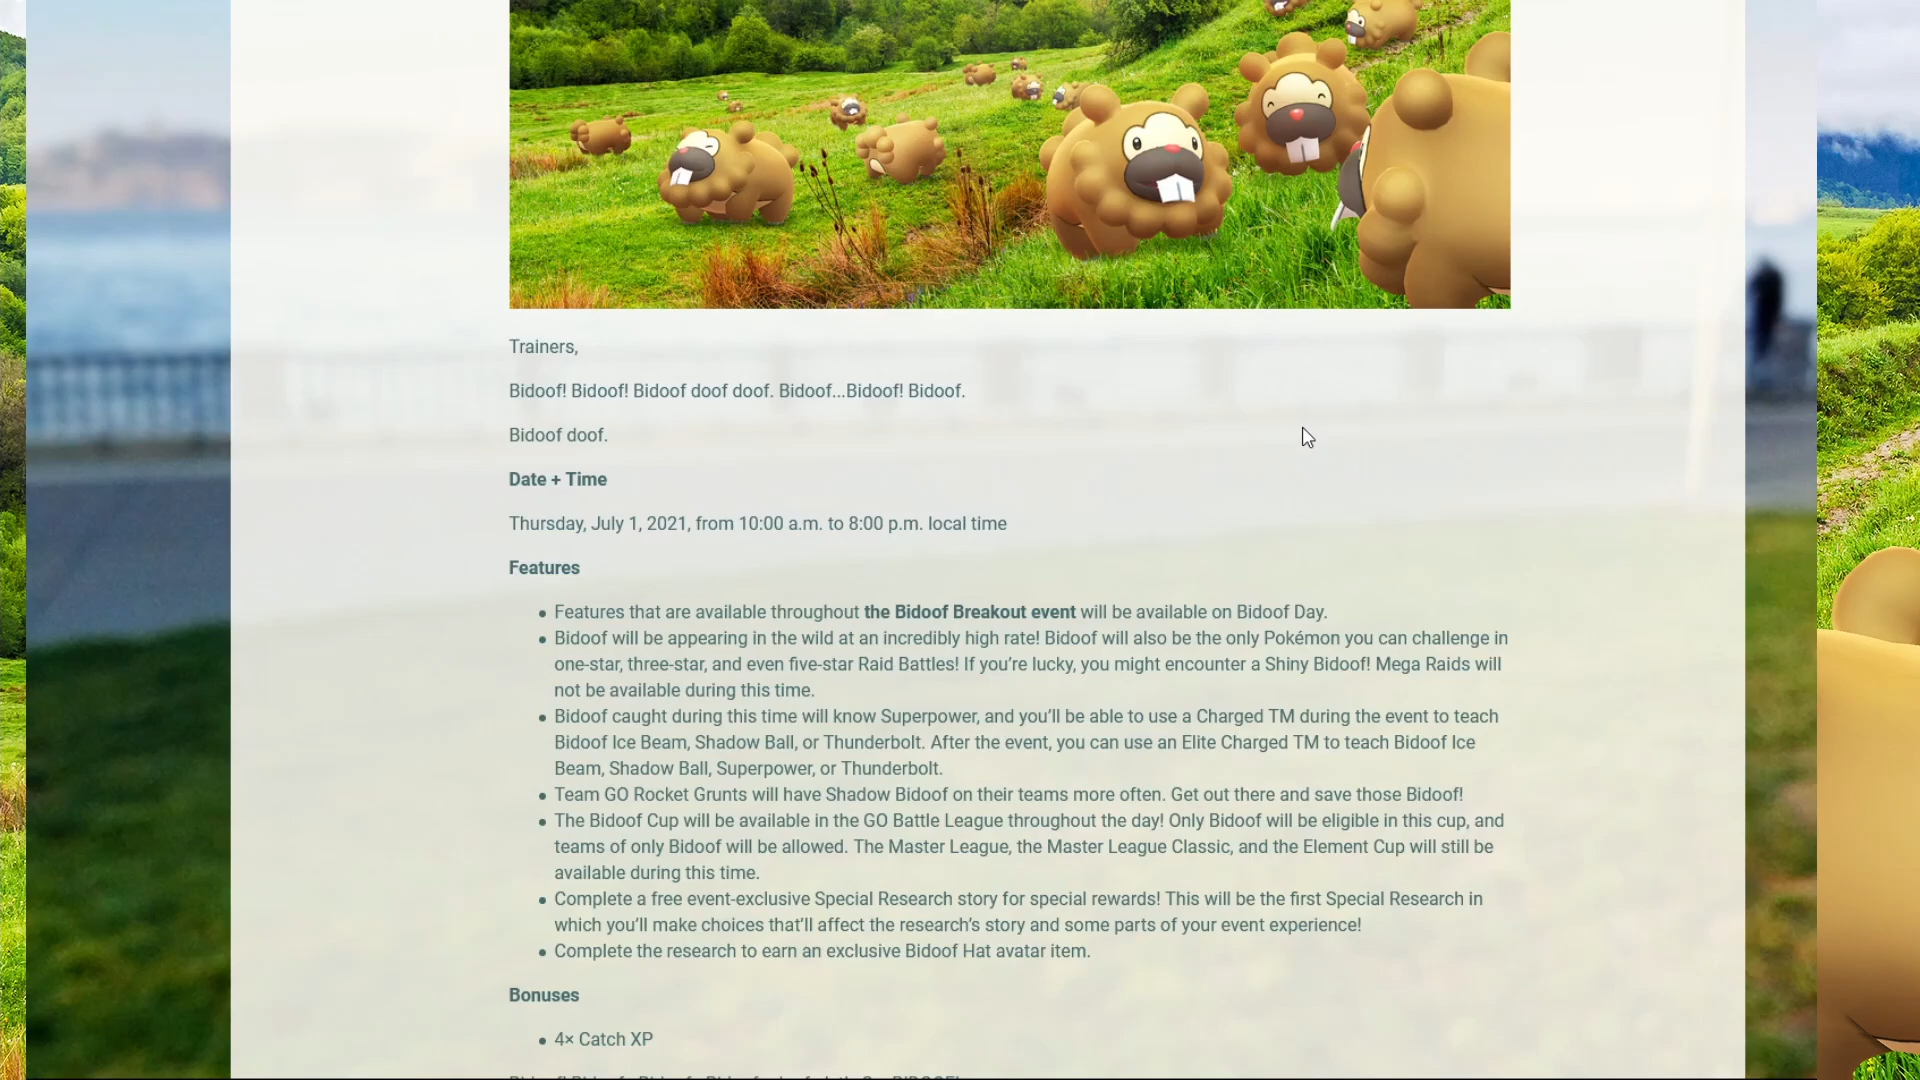 Trainers,
Bidoof! Bidoof! Bidoof doof doof. Bidoof...Bidoof! Bidoof.
Bidoof doof.
Date + Time
Thursday, July 1, 2021, from 10:00 a.m. to 8:00 p.m. local time
Features
Features that are available throughout the Bidoof Breakout event will be available on Bidoof Day.
Bidoof will be appearing in the wild at an incredibly high rate! Bidoof will also be the only Pokémon you can challenge in
one-star, three-star, and even five-star Raid Battles! If you’re lucky, you might encounter a Shiny Bidoof! Mega Raids will
not be available during this time.
Bidoof caught during this time will know Superpower, and you’ll be able to use a Charged TM during the event to teach
Bidoof Ice Beam, Shadow Ball, or Thunderbolt. After the event, you can use an Elite Charged TM to teach Bidoof Ice
Beam, Shadow Ball, Superpower, or Thunderbolt.
Team GO Rocket Grunts will have Shadow Bidoof on their teams more often. Get out there and save those Bidoof!
The Bidoof Cup will be available in the GO Battle League throughout the day! Only Bidoof will be eligible in this cup, and
teams of only Bidoof will be allowed. The Master League, the Master League Classic, and the Element Cup will still be
available during this time.
Complete a free event-exclusive Special Research story for special rewards! This will be the first Special Research in
which you’ll make choices that’ll affect the research’s story and some parts of your event experience!
Complete the research to earn an exclusive Bidoof Hat avatar item.
Bonuses
4× Catch XP